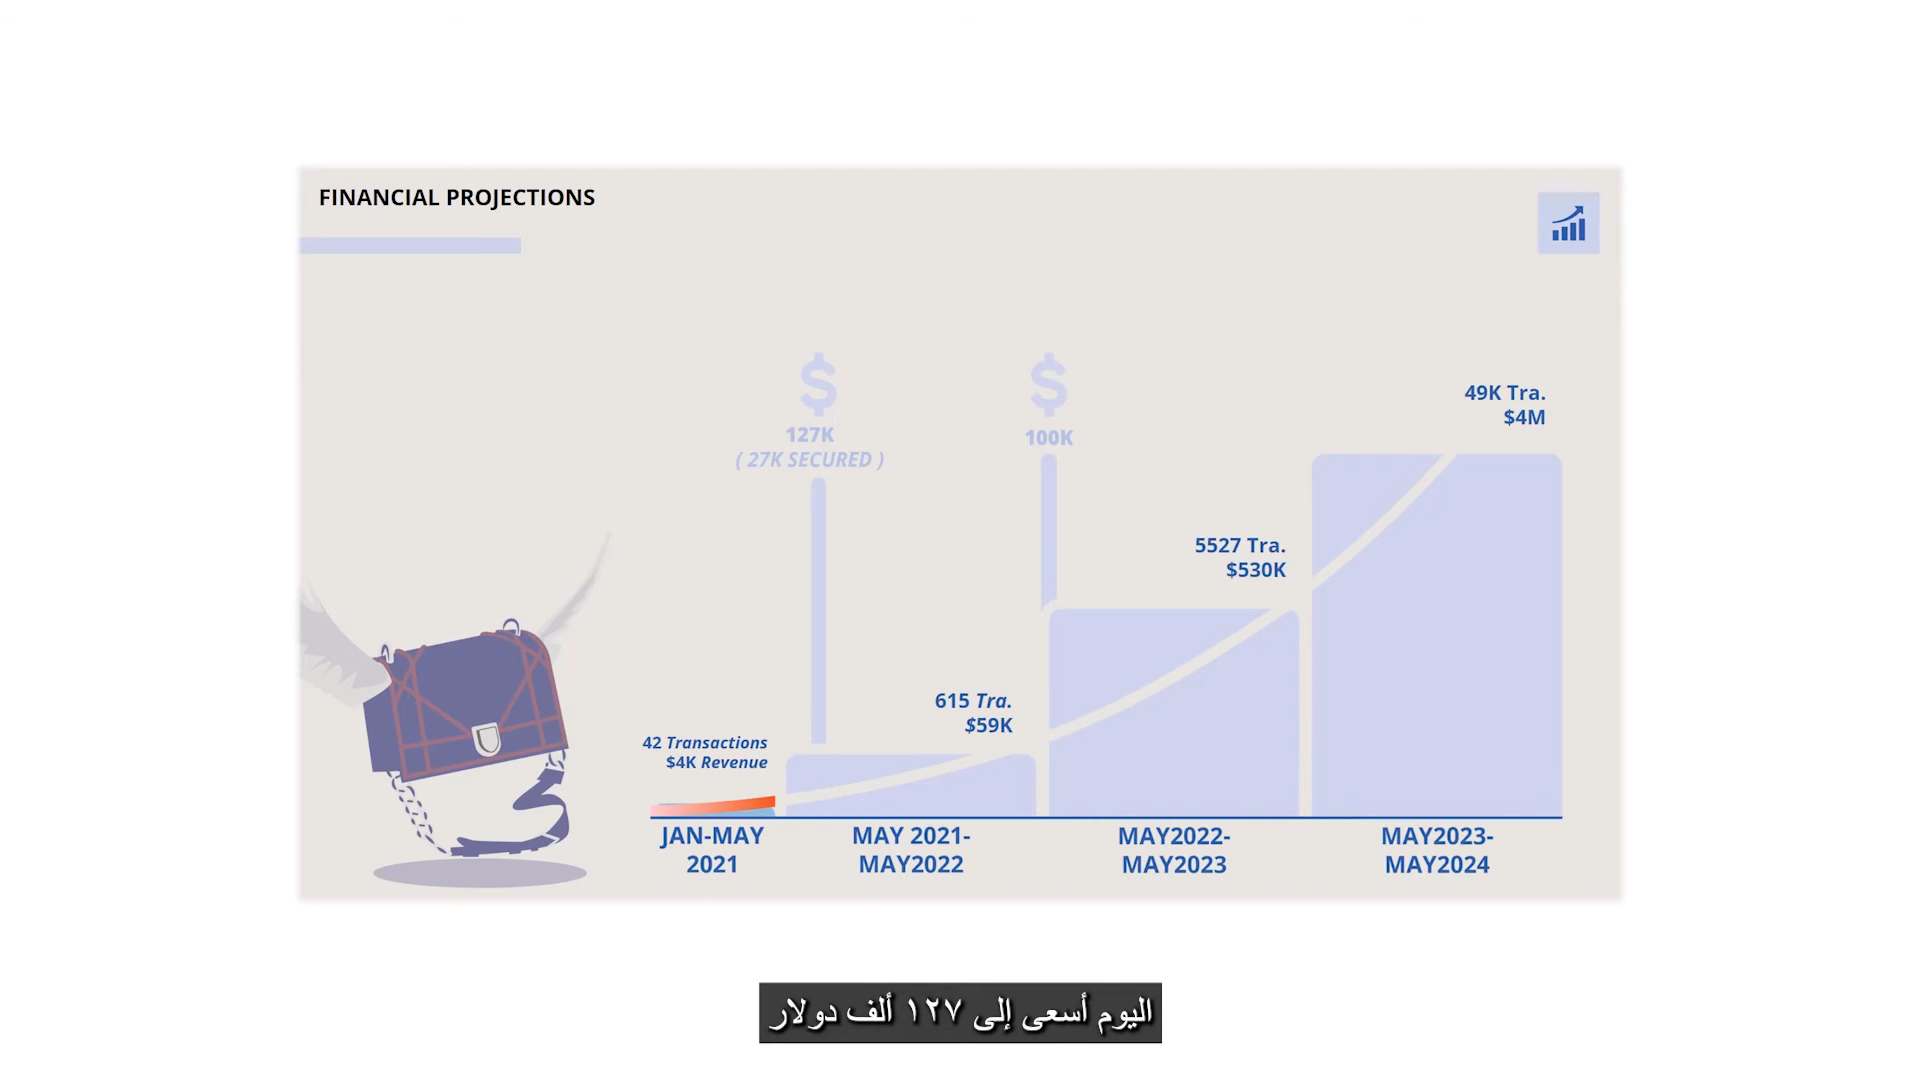 FINANCIAL PROJECTIONS
127K
( 27K SECURED )
100K
49K Tra.
$4M
5527 Tra.
$530K
615 Tra.
$59K
42 Transactions
$4K Revenue
JAN-MAY
2021
MAY 2021-
MAY2022
MAY2022-
MAY2023
MAY2023-
MAY2024
اليوم أسعى إلى ١٢٧ ألف دولار